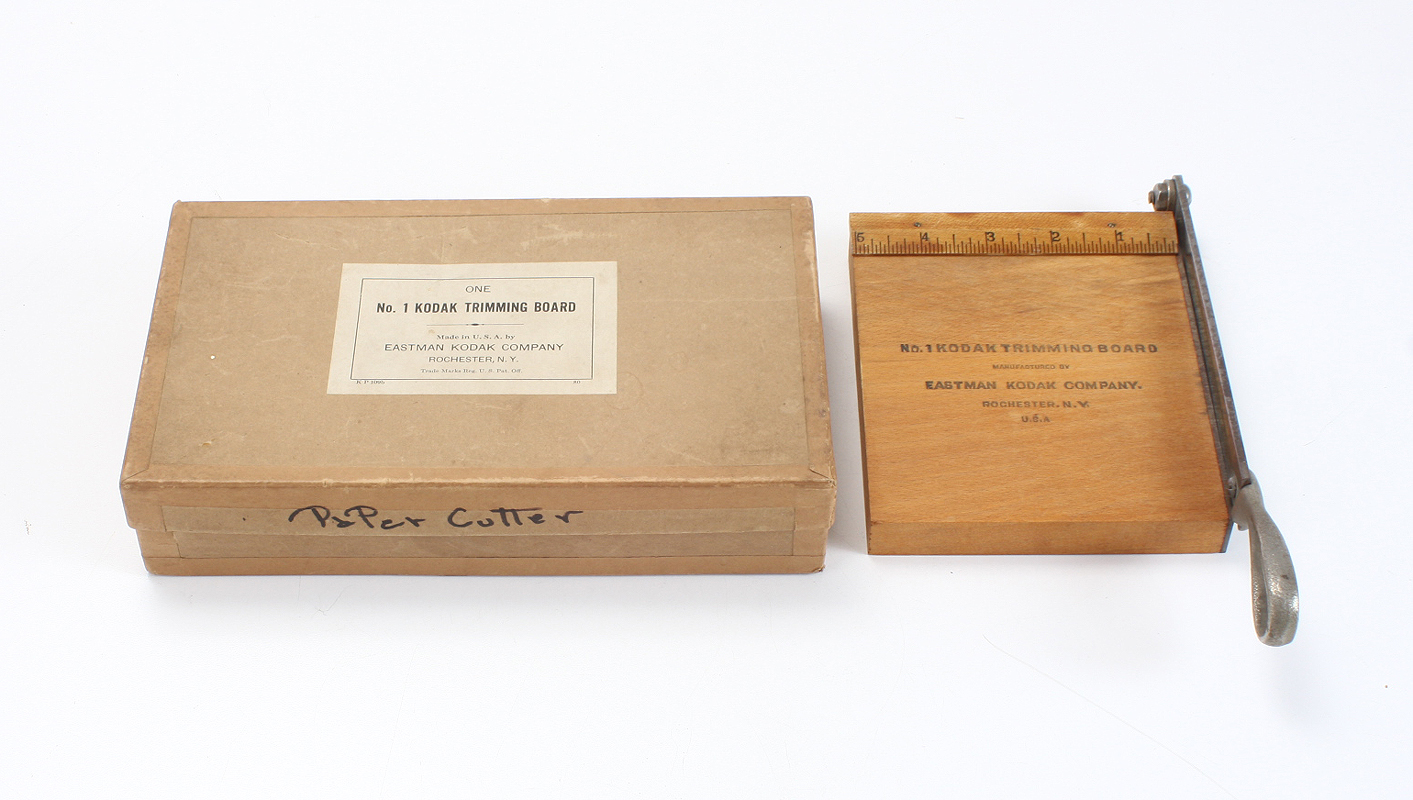 ONE
No. 1 KODAK TRIMMING BOARD
Made in U. S. A. by
EASTMAN KODAK COMPANY
ROCHESTER, N. Y.
Trade Marks Reg. U. S. Pat. Off.
PaPer Cutter
5 4 3 2 1
No. 1 KODAK TRIMMING BOARD
MANUFACTURED BY
EASTMAN KODAK COMPANY.
ROCHESTER, N.Y.
U.S.A